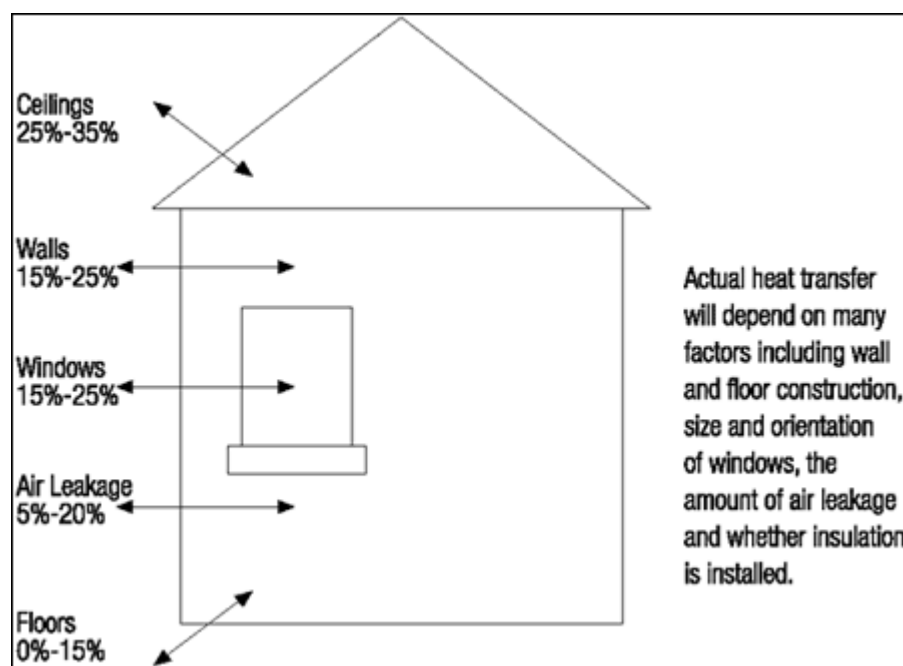 Ceilings
25%-35%
Walls
15%-25%
Windows
15%-25%
Air Leakage
5%-20%
Floors
0%-15%
Actual heat transfer
will depend on many
factors including wall
and floor construction,
size and orientation
of windows, the
amount of air leakage
and whether insulation
is installed.